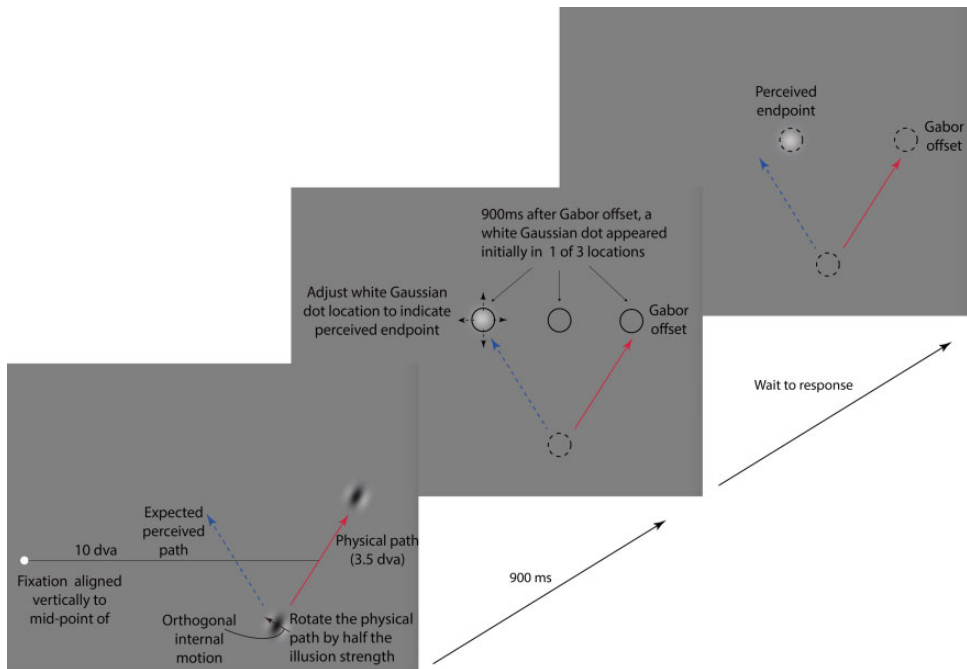 Perceived
endpoint
Gabor
offset
900ms after Gabor offset, a
white Gaussian dot appeared
initially in 1 of 3 locations
Adjust white Gaussian
dot location to indicate
perceived endpoint
Gabor
offset
Wait to response
Expected
perceived
path
10 dva
Physical path
(3.5 dva)
Fixation aligned
vertically to
mid-point of
Orthogonal
internal
motion
Rotate the physical
path by half the
illusion strength
900 ms